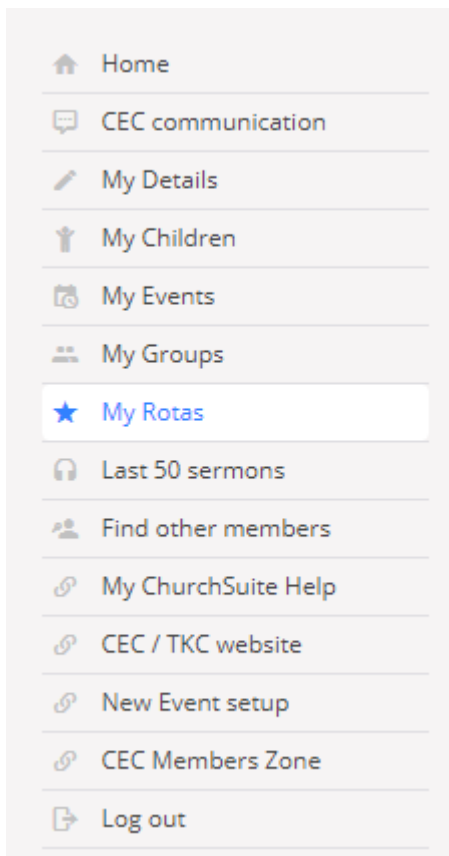 Home
CEC communication
My Details
My Children
My Events
My Groups
My Rotas
Last 50 sermons
Find other members
My ChurchSuite Help
CEC / TKC website
New Event setup
CEC Members Zone
Log out